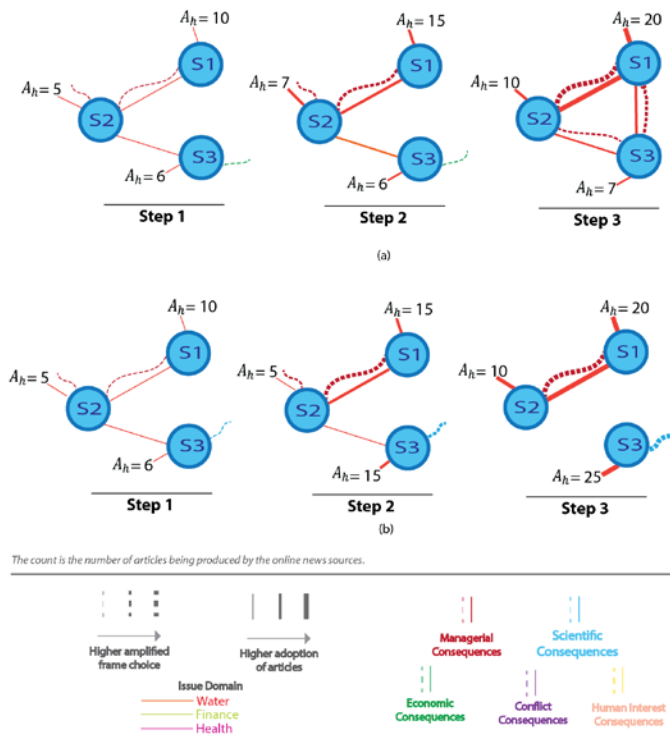 A_h = 10
S1
A_h = 5
S2
S3
A_h = 6
Step 1
A_h = 15
S1
A_h = 7
S2
S3
A_h = 6
Step 2
A_h = 20
S1
A_h = 10
S2
S3
A_h = 7
Step 3
(a)
A_h = 10
S1
A_h = 5
S2
S3
A_h = 6
Step 1
A_h = 15
S1
A_h = 5
S2
S3
A_h = 15
Step 2
A_h = 20
S1
A_h = 10
S2
S3
A_h = 25
Step 3
(b)
The count is the number of articles being produced by the online news sources.
Higher amplified
frame choice
Higher adoption
of articles
Issue Domain
Water
Finance
Health
Managerial
Consequences
Scientific
Consequences
Economic
Consequences
Conflict
Consequences
Human Interest
Consequences